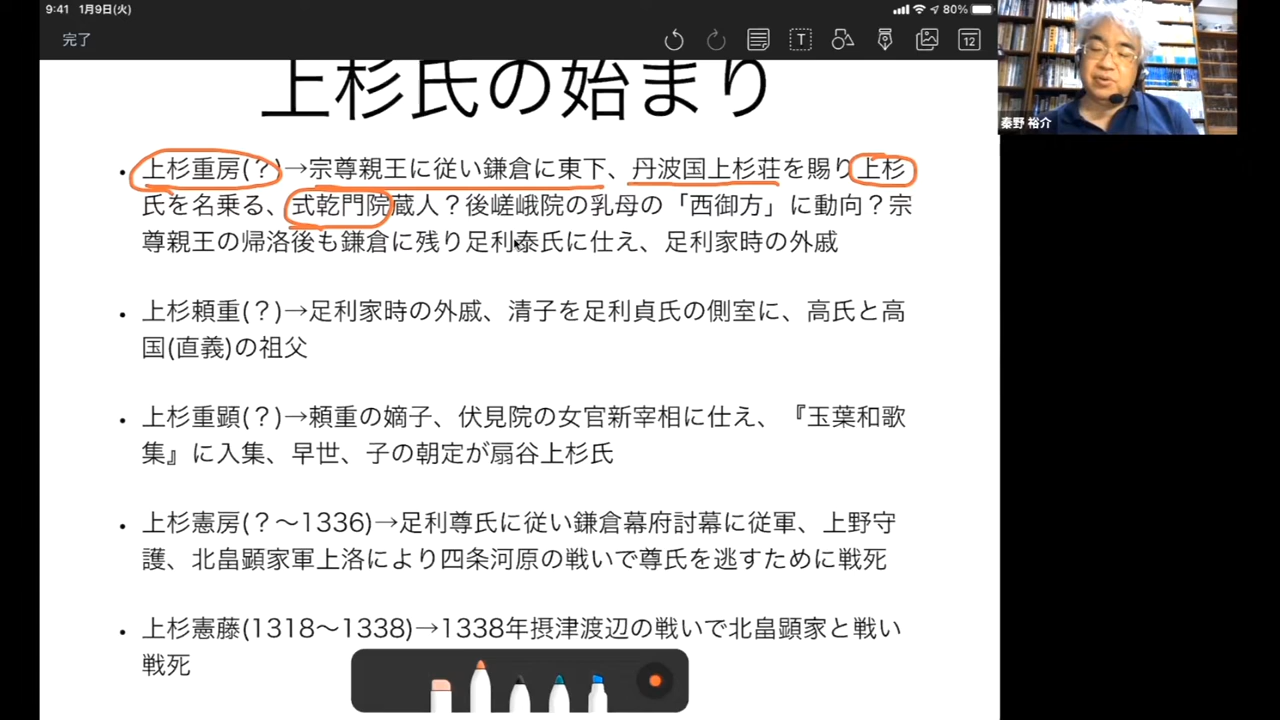 9:41 1月9日(火)
80%
完了
T
12
秦野 裕介
上杉氏の始まり
• 上杉重房(？)→宗尊親王に従い鎌倉に東下、丹波国上杉荘を賜り上杉
氏を名乗る、式乾門院蔵人？後嵯峨院の乳母の「西御方」に動向？宗
尊親王の帰洛後も鎌倉に残り足利泰氏に仕え、足利家時の外戚
• 上杉頼重(？)→足利家時の外戚、清子を足利貞氏の側室に、高氏と高
国(直義)の祖父
• 上杉重顕(？)→頼重の嫡子、伏見院の女官新宰相に仕え、『玉葉和歌
集』に入集、早世、子の朝定が扇谷上杉氏
• 上杉憲房(？〜1336)→足利尊氏に従い鎌倉幕府討幕に従軍、上野守
護、北畠顕家軍上洛により四条河原の戦いで尊氏を逃すために戦死
• 上杉憲藤(1318〜1338)→1338年摂津渡辺の戦いで北畠顕家と戦い
戦死